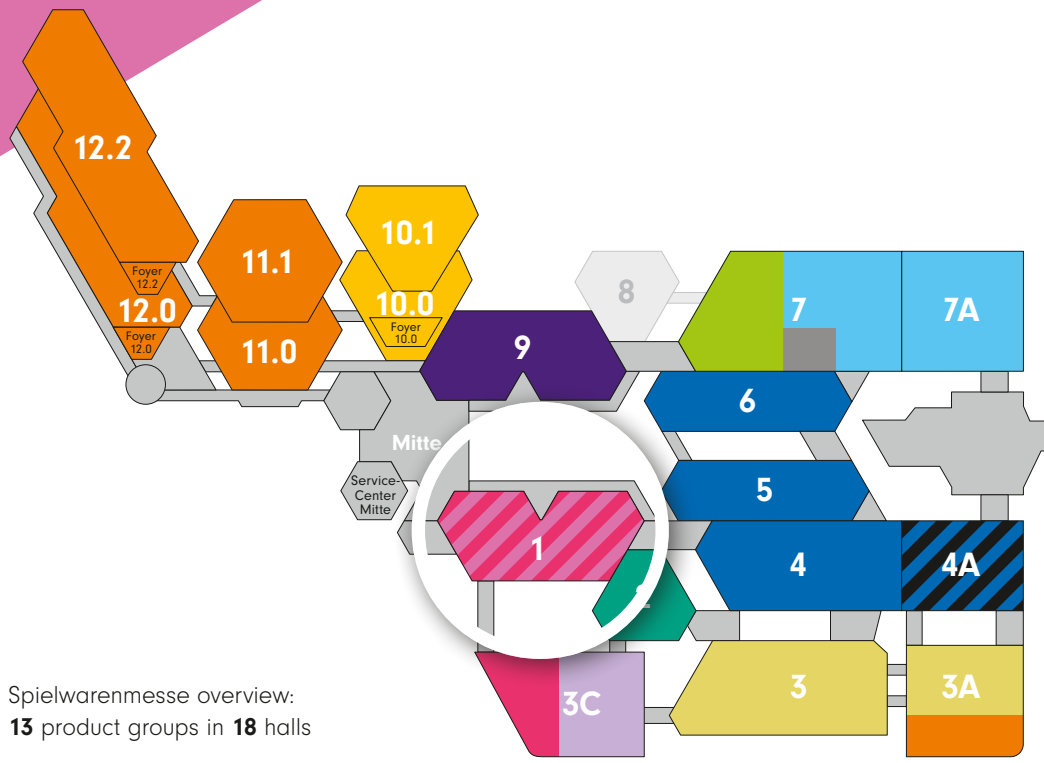 12.2
10.1
11.1
Foyer
12.2
8
12.0
10.0
7
7A
Foyer
10.0
Foyer
12.0
11.0
9
6
Mitte
Service-
Center
Mitte
5
1
4
4A
3C
3
3A
Spielwarenmesse overview:
13 product groups in 18 halls